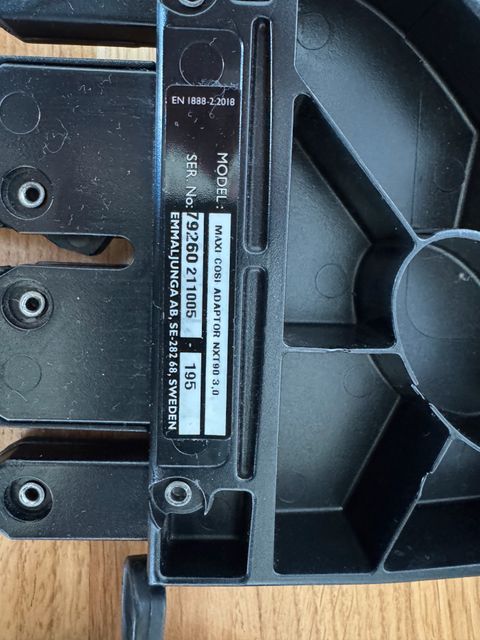 EN 1888-2:2018
MODEL: MAXI COSI ADAPTOR NXT90 3,0
SER. No: 79260 211005 - 195
EMMALJUNGA AB, SE-282 68, SWEDEN